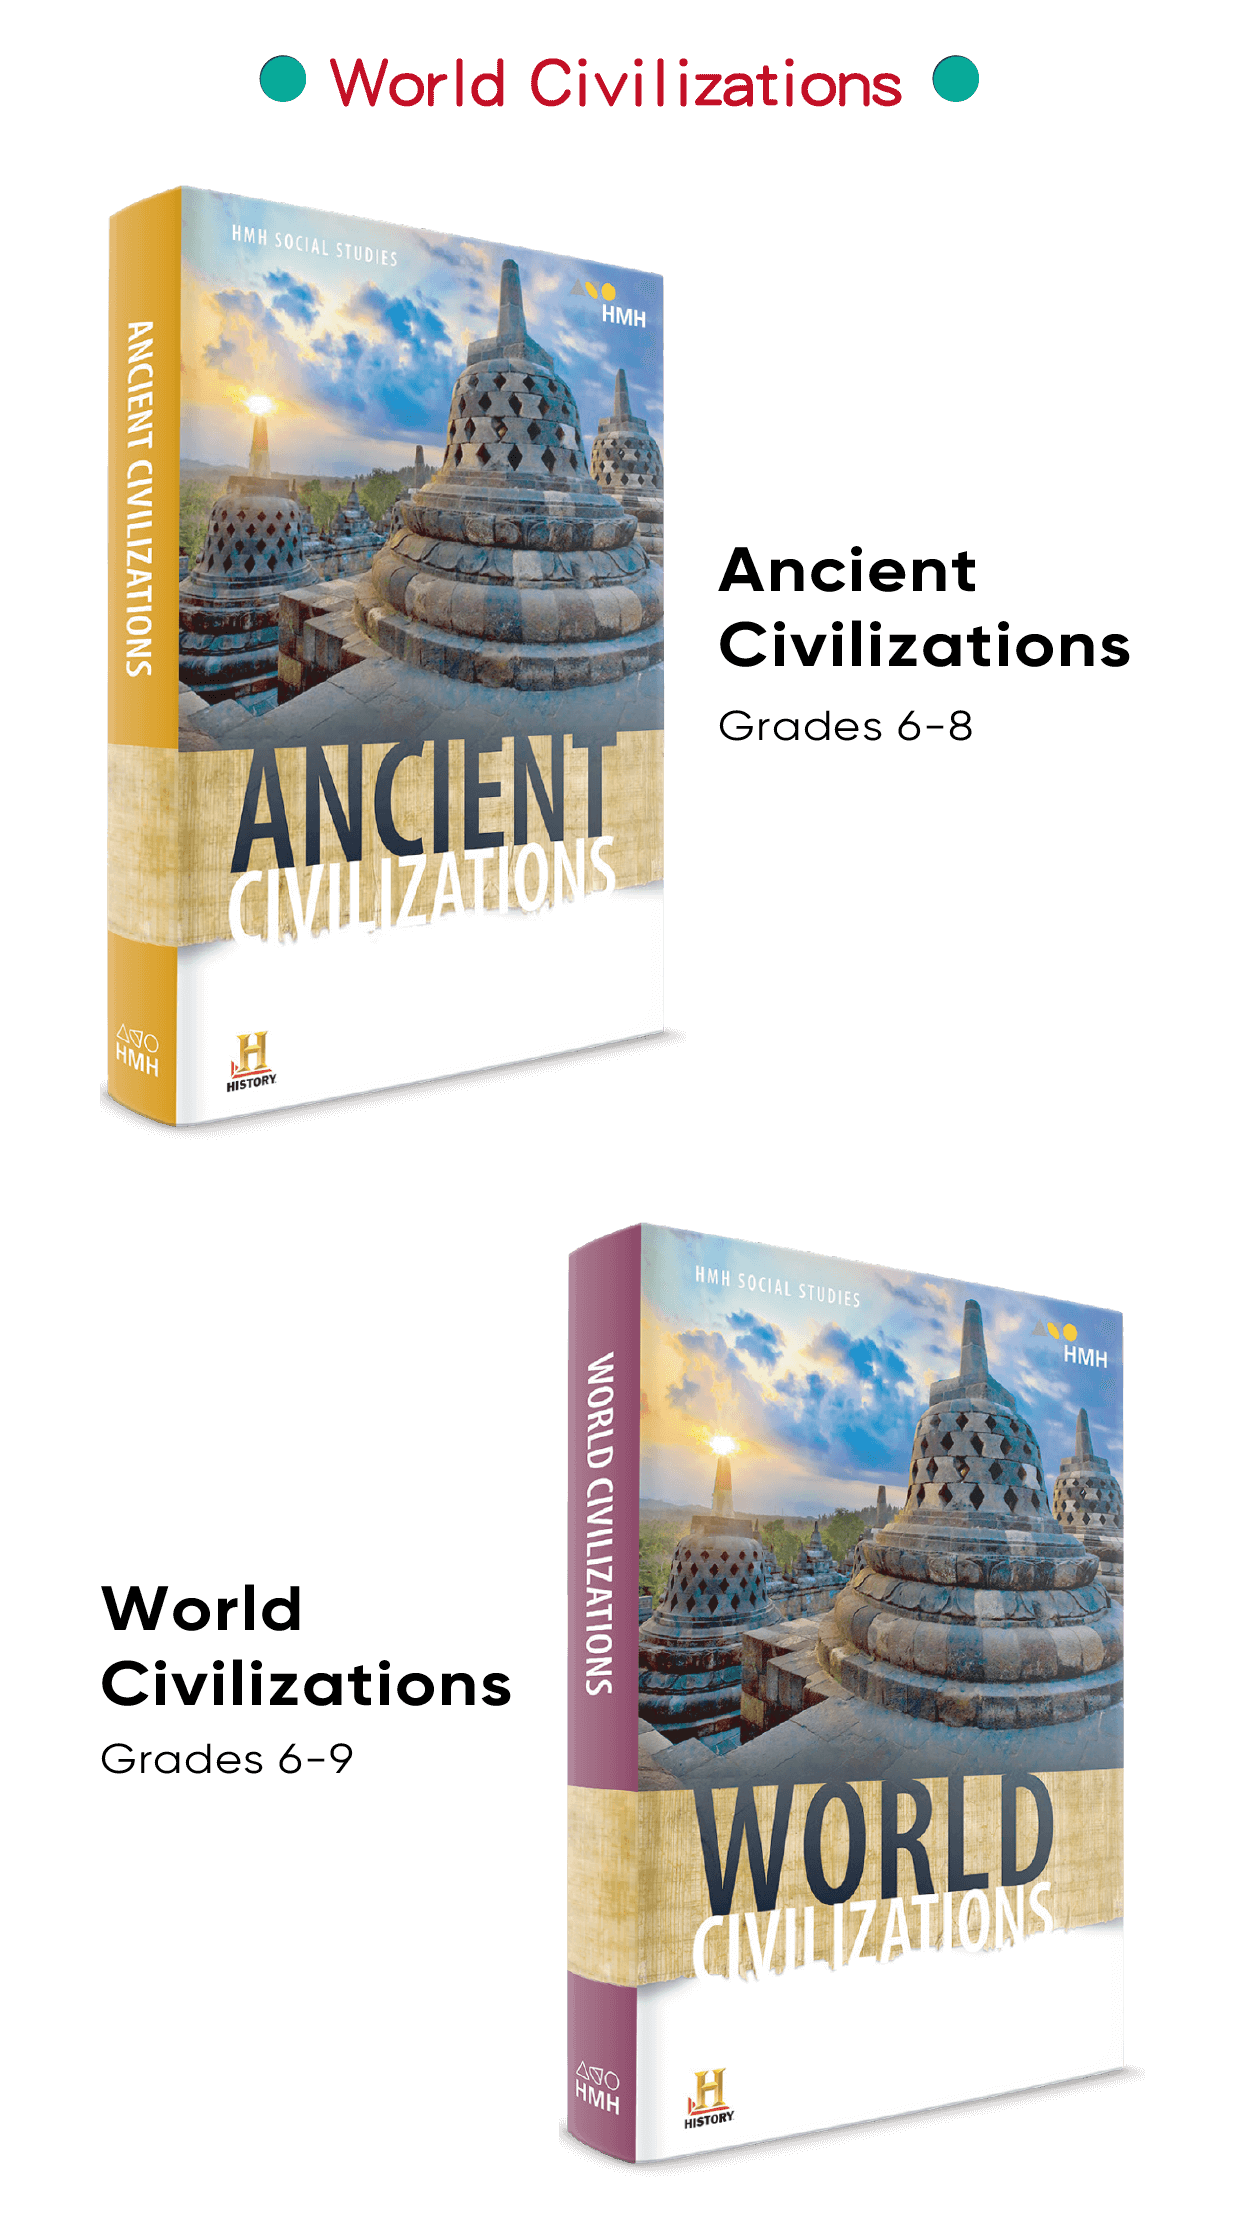 World Civilizations
HMH SOCIAL STUDIES
HMH
ANCIENT CIVILIZATIONS
ANCIENT
CIVILIZATIONS
HMH
HISTORY
Ancient
Civilizations
Grades 6-8
HMH SOCIAL STUDIES
HMH
WORLD CIVILIZATIONS
WORLD
CIVILIZATIONS
HMH
HISTORY
World
Civilizations
Grades 6-9